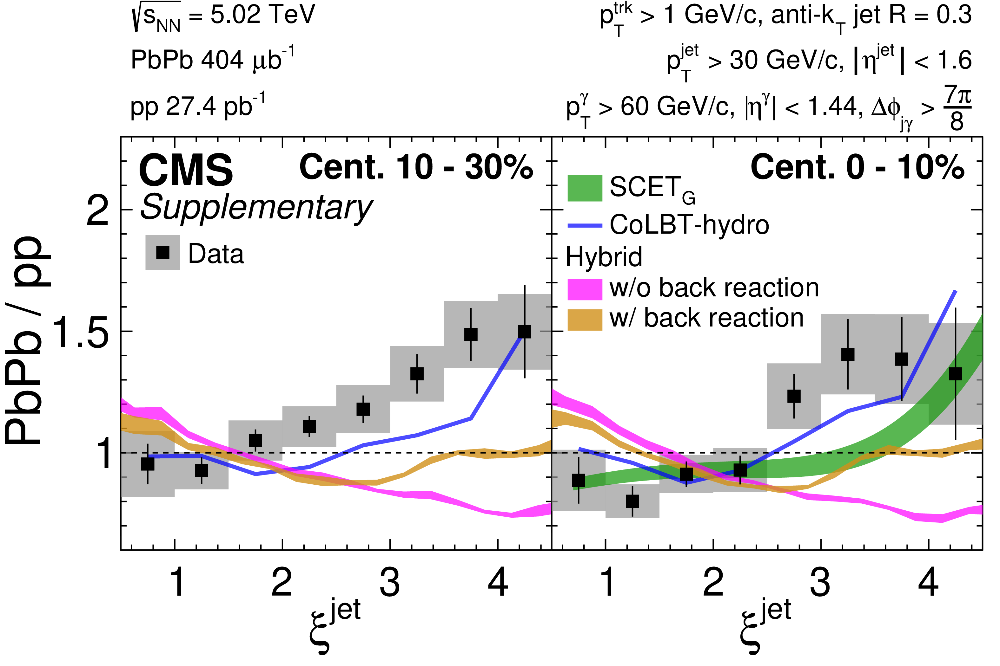 √s_NN = 5.02 TeV
PbPb 404 μb^-1
pp 27.4 pb^-1
p_T^trk > 1 GeV/c, anti-k_T jet R = 0.3
p_T^jet > 30 GeV/c, |η^jet| < 1.6
p_T^γ > 60 GeV/c, |η^γ| < 1.44, Δϕ_jγ > 7π/8
CMS
Supplementary
Cent. 10 - 30%
Data
Cent. 0 - 10%
SCET_G
CoLBT-hydro
Hybrid
w/o back reaction
w/ back reaction
PbPb / pp
2
1.5
1
1 2 3 4
1 2 3 4
ξ^jet
ξ^jet